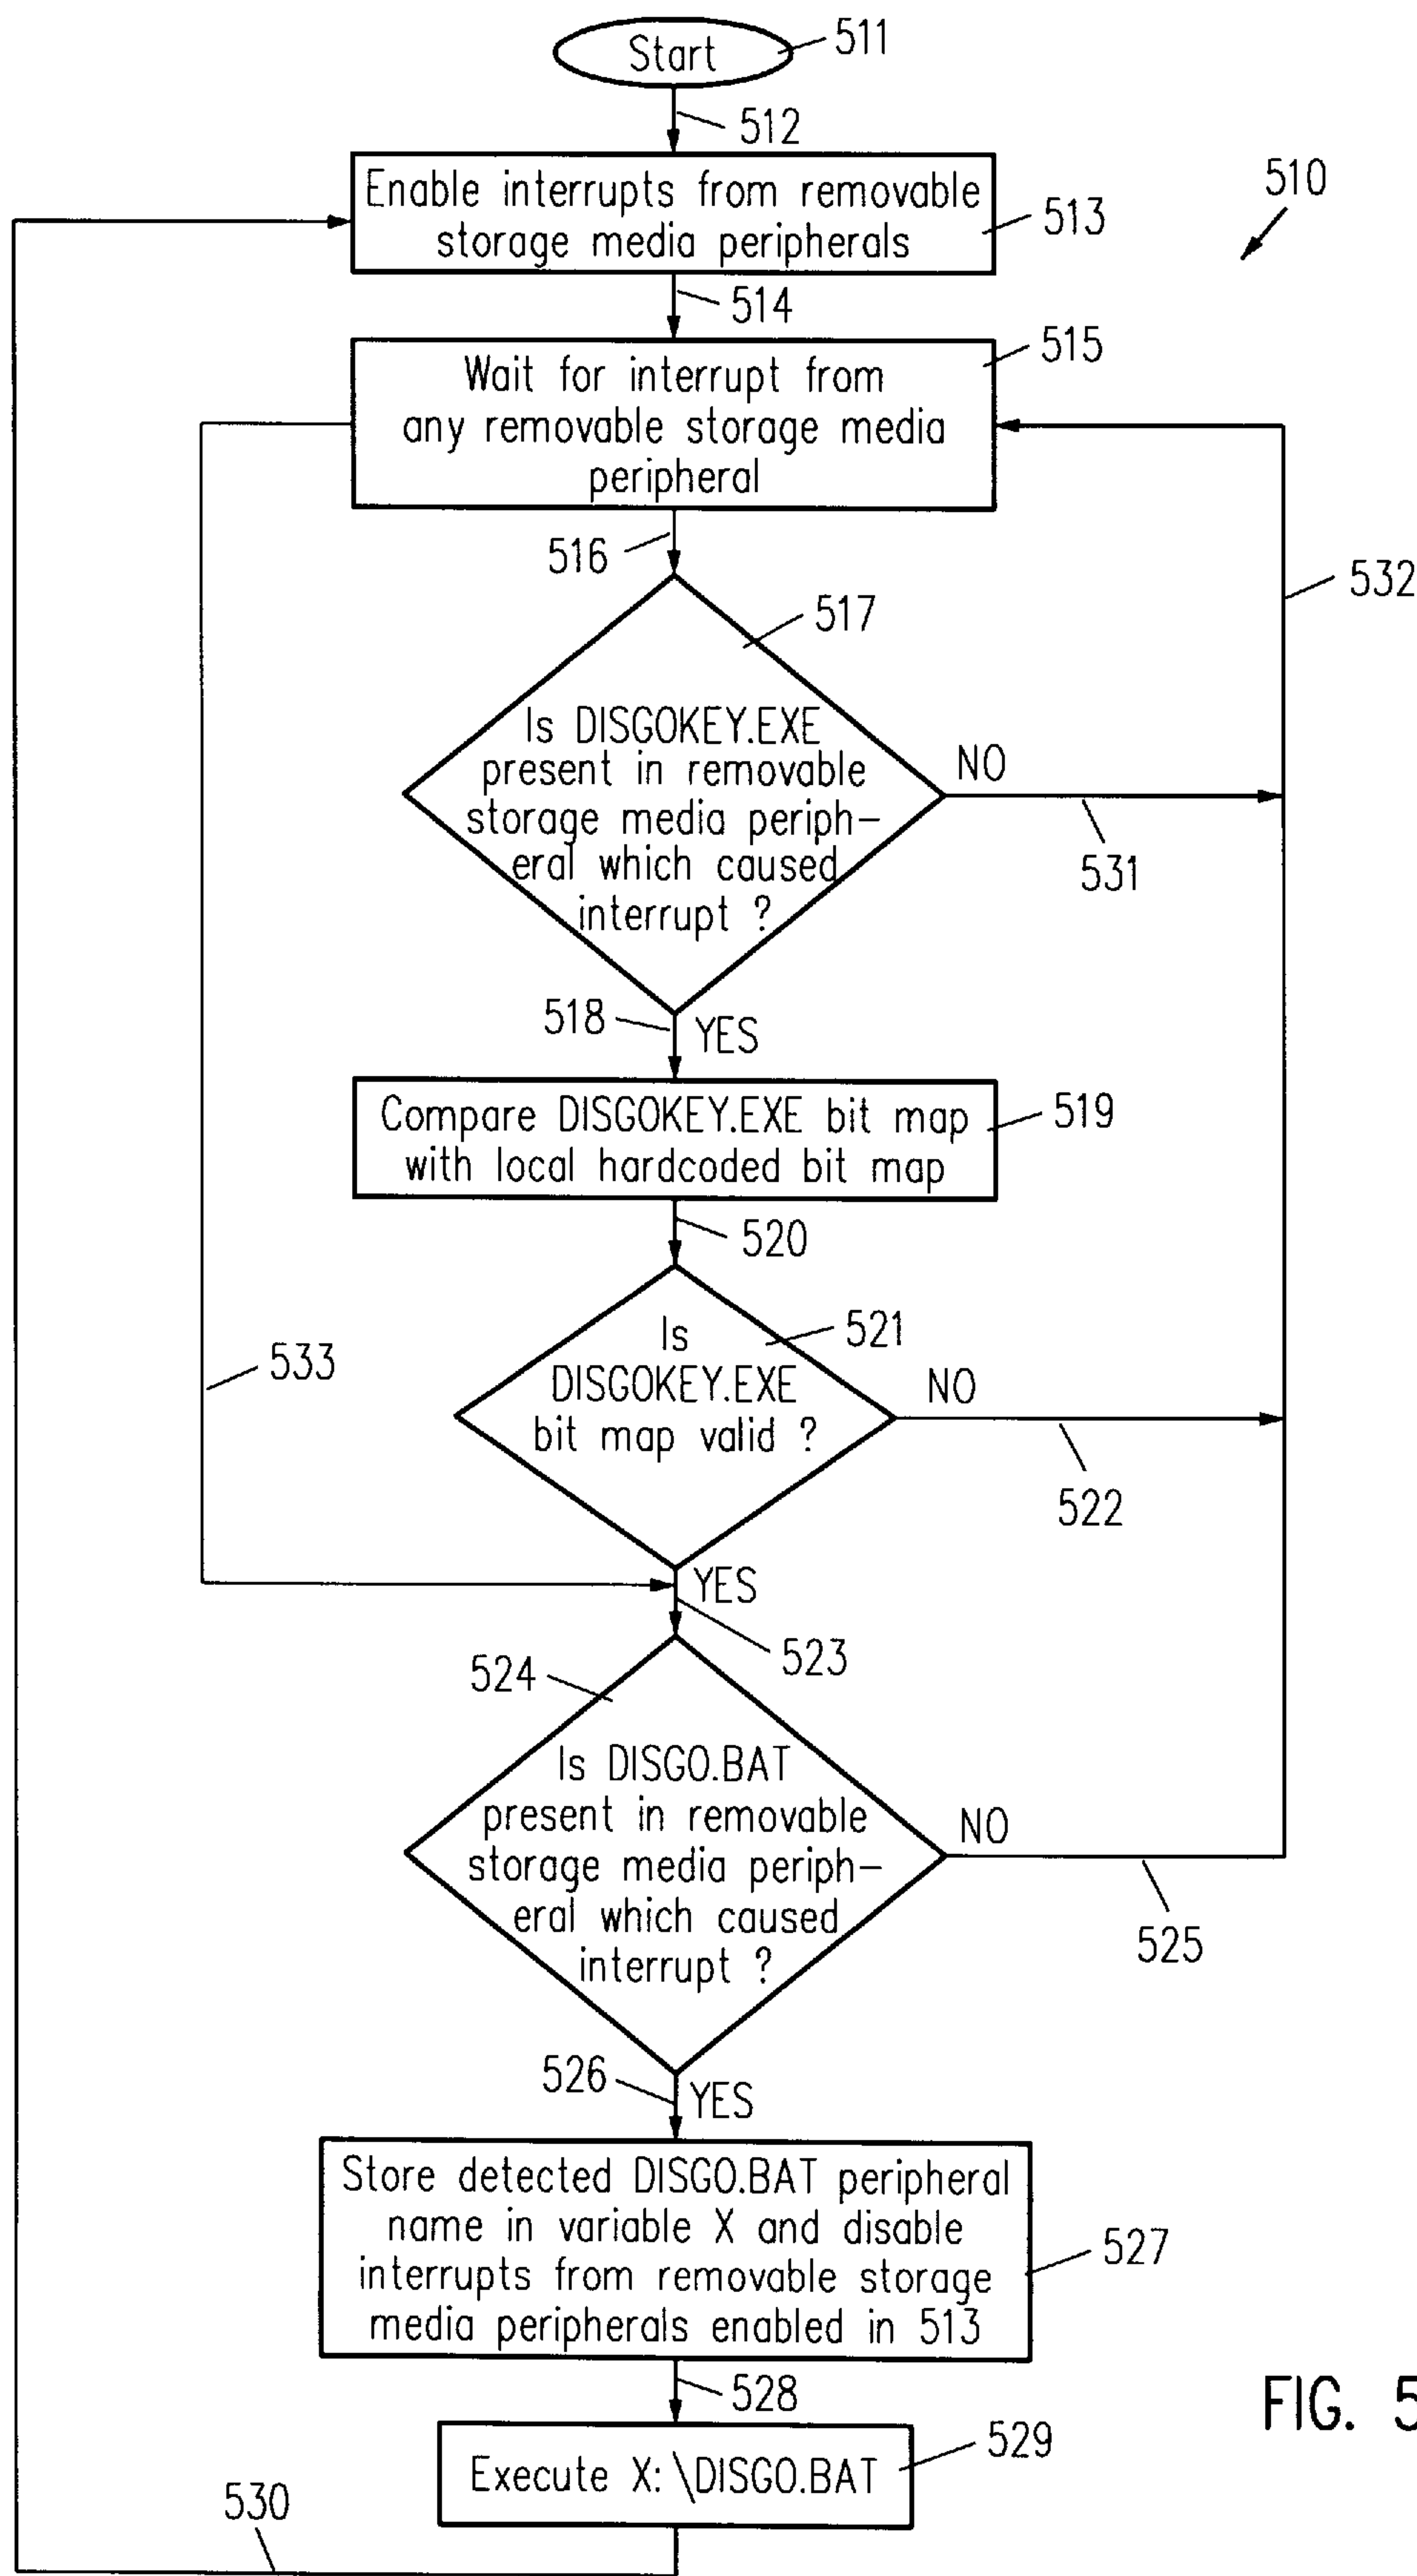 Start
511
512
Enable interrupts from removable
storage media peripherals
513
510
514
Wait for interrupt from
any removable storage media
peripheral
515
516
532
517
Is DISGOKEY.EXE
present in removable
storage media periph-
eral which caused
interrupt ?
NO
531
518
YES
Compare DISGOKEY.EXE bit map
with local hardcoded bit map
519
520
521
Is
DISGOKEY.EXE
bit map valid ?
533
NO
522
YES
523
524
Is DISGO.BAT
present in removable
storage media periph-
eral which caused
interrupt ?
NO
525
526
YES
Store detected DISGO.BAT peripheral
name in variable X and disable
interrupts from removable storage
media peripherals enabled in 513
527
528
FIG. 5
Execute X:\DISGO.BAT
529
530